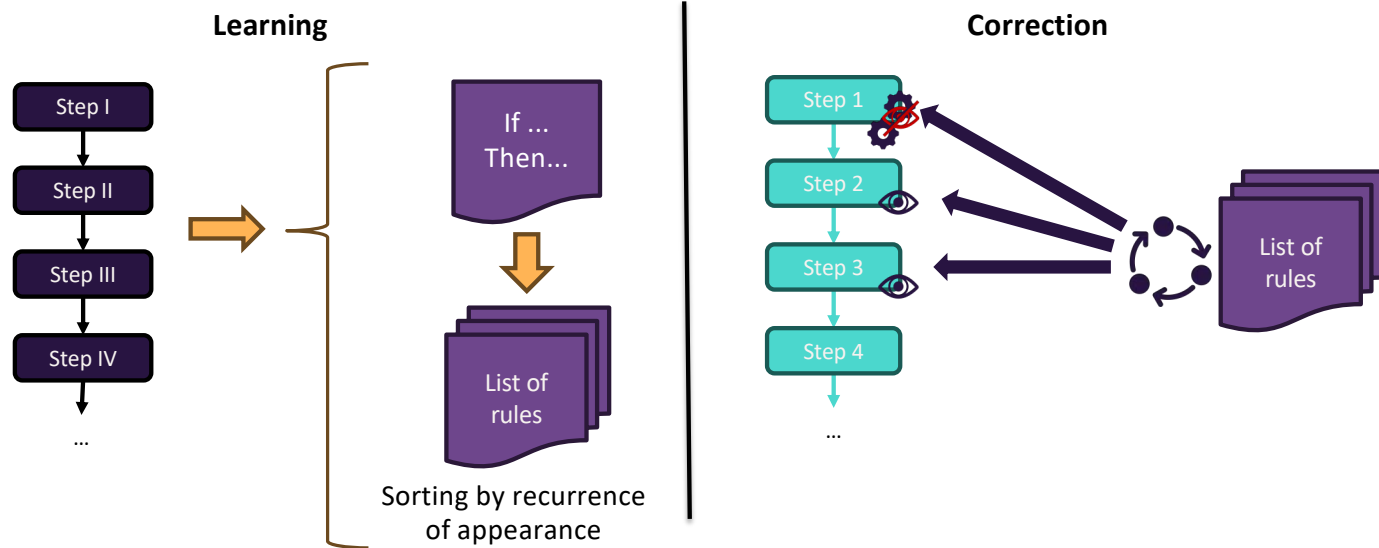 Learning
Step I
Step II
Step III
Step IV
...
If ...
Then...
List of
rules
Sorting by recurrence
of appearance
Correction
Step 1
Step 2
Step 3
Step 4
...
List of
rules